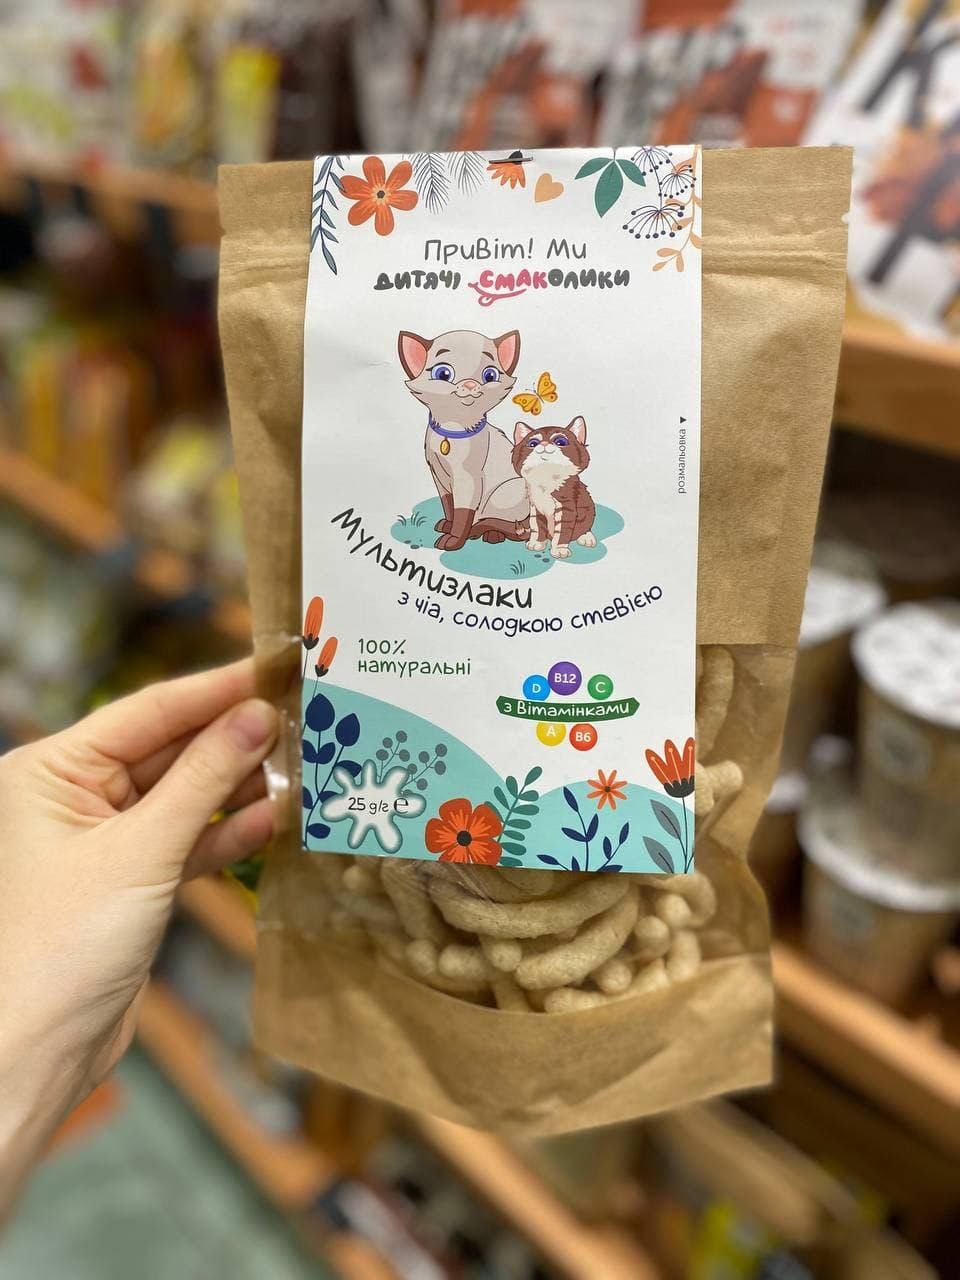 Привіт! Ми
ДИТЯЧІ СМАКОЛИКИ
розмальовка
Мультизлаки
з чіа, солодкою стевією
100%
натуральні
B12
D
C
з Вітамінками
A
B6
25 g/г ℮